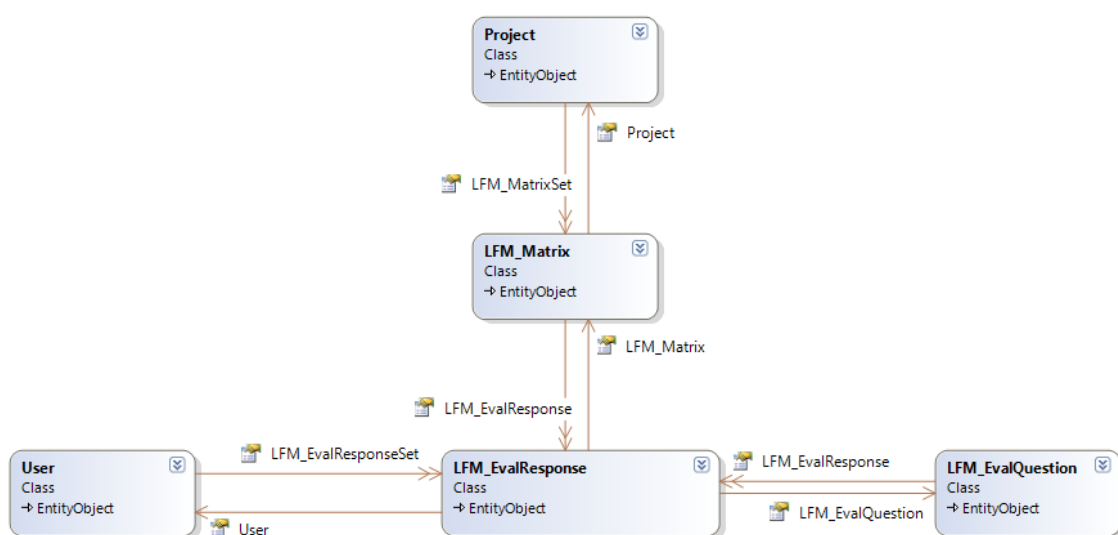 Project
Class
EntityObject
Project
LFM_MatrixSet
LFM_Matrix
Class
EntityObject
LFM_Matrix
LFM_EvalResponse
User
Class
EntityObject
LFM_EvalResponseSet
User
LFM_EvalResponse
Class
EntityObject
LFM_EvalResponse
LFM_EvalQuestion
LFM_EvalQuestion
Class
EntityObject